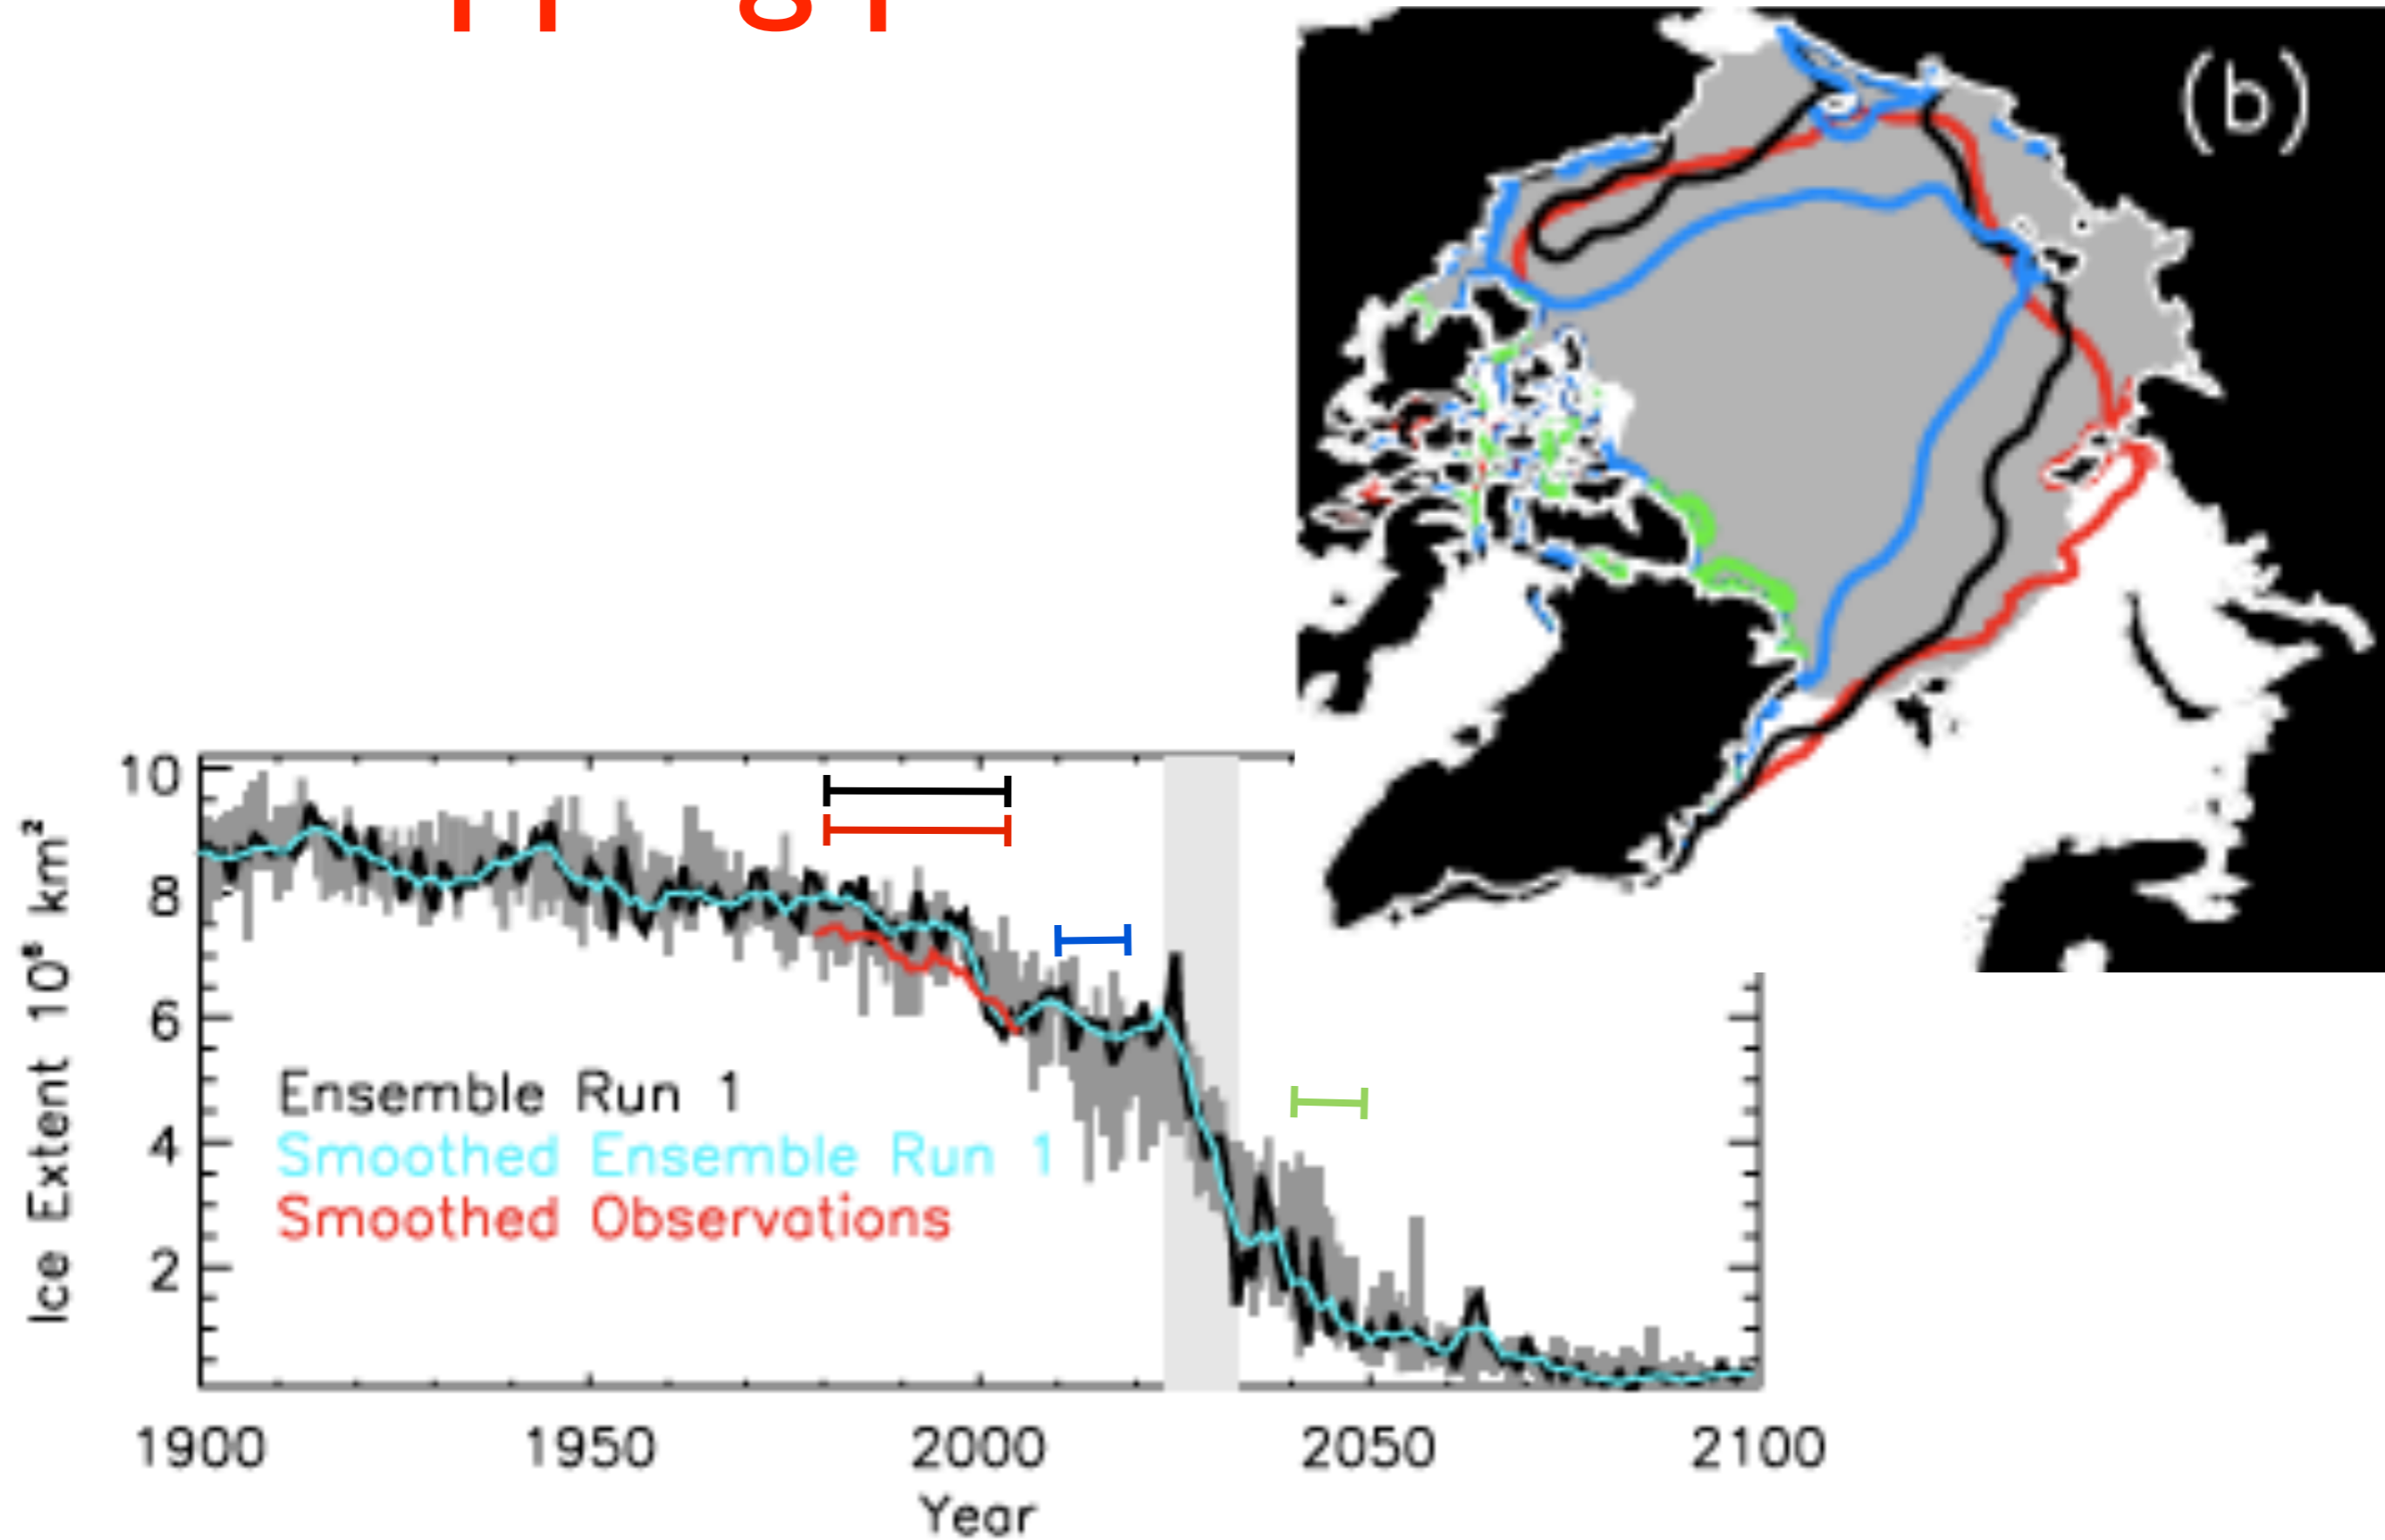 (b)
10
8
6
4
2
Ice Extent 10⁶ km²
Ensemble Run 1
Smoothed Ensemble Run 1
Smoothed Observations
1900 1950 2000 2050 2100
Year